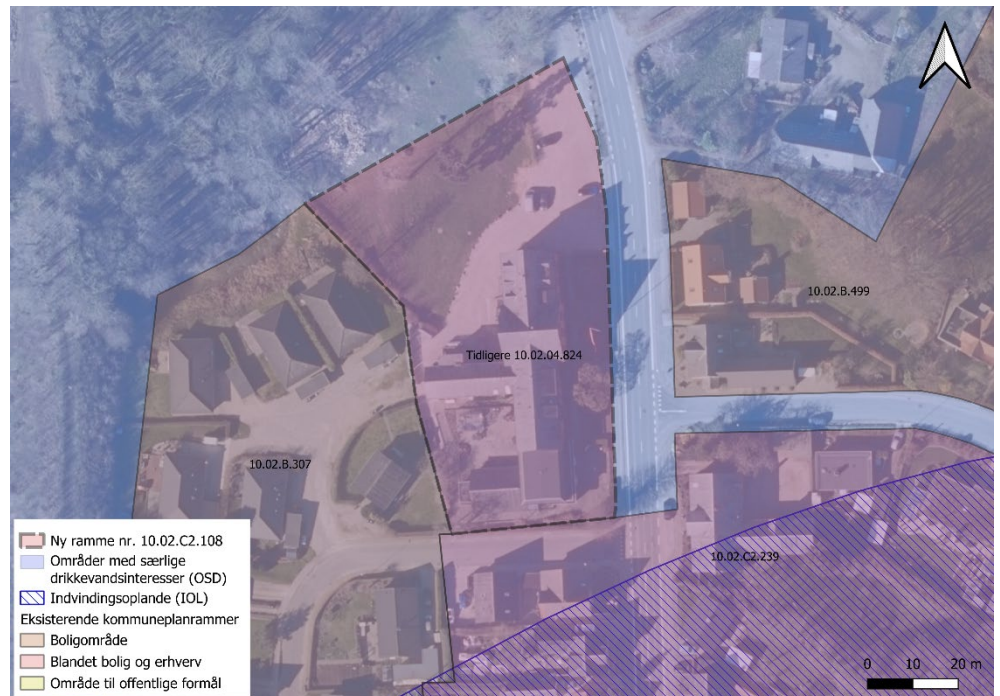 10.02.B.499
Tidligere 10.02.04.824
10.02.B.307
10.02.C2.239
Ny ramme nr. 10.02.C2.108
Områder med særlige
drikkevandsinteresser (OSD)
Indvindingsoplande (IOL)
Eksisterende kommuneplanrammer
Boligområde
Blandet bolig og erhverv
Område til offentlige formål
0 10 20 m